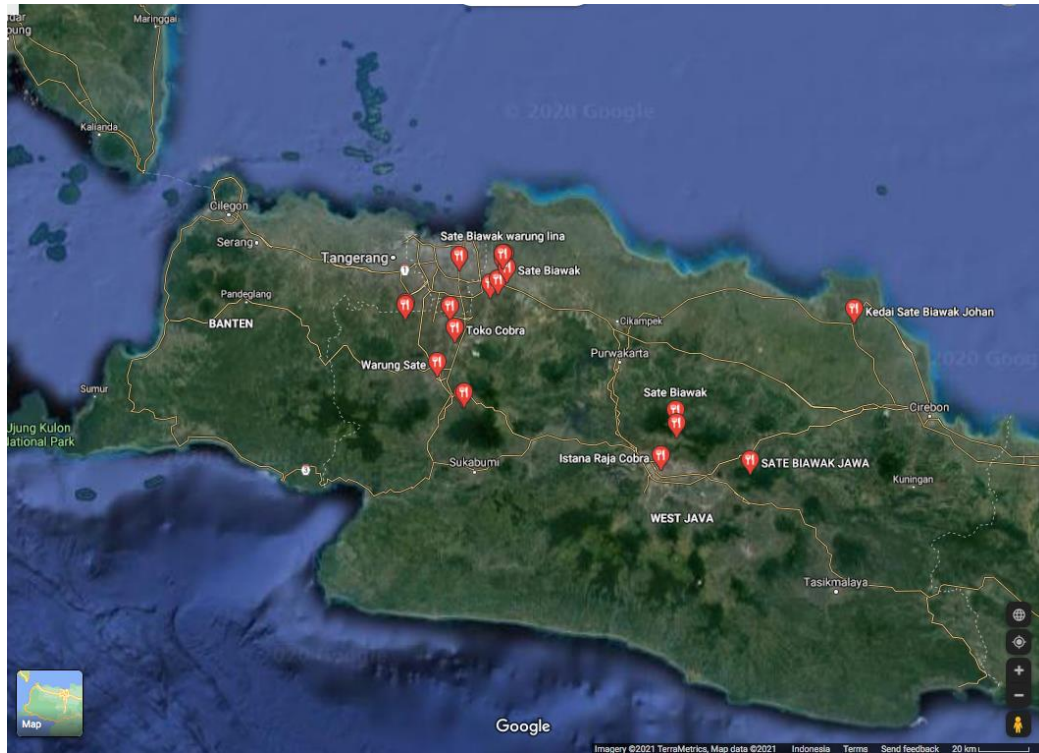 Maringgai
Kalianda
© 2020 Google
Cilegon
Serang
Tangerang
Sate Biawak warung lina
Sate Biawak
Pandeglang
BANTEN
Toko Cobra
Cikampek
Kedai Sate Biawak Johan
2020 Goog
Warung Sate
Purwakarta
Sumur
Sate Biawak
Cirebon
Ujung Kulon
National Park
Istana Raja Cobra
SATE BIAWAK JAWA
3
Sukabumi
Kuningan
WEST JAVA
Tasikmalaya
Map
Google
Imagery ©2021 TerraMetrics, Map data ©2021 Indonesia Terms Send feedback 20 km